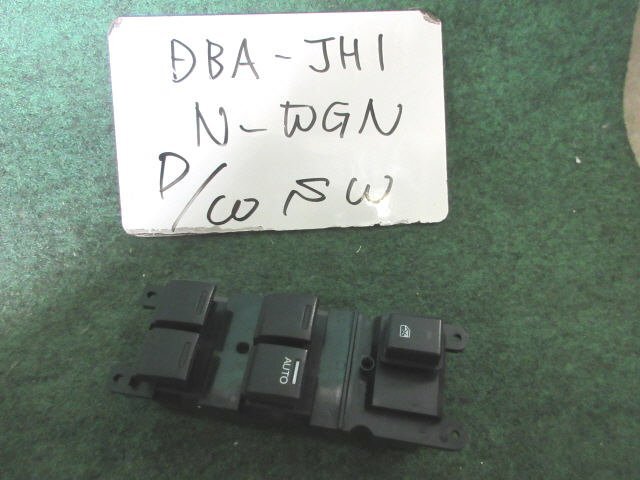 DBA-JH1
N-WGN
P/W SW
AUTO